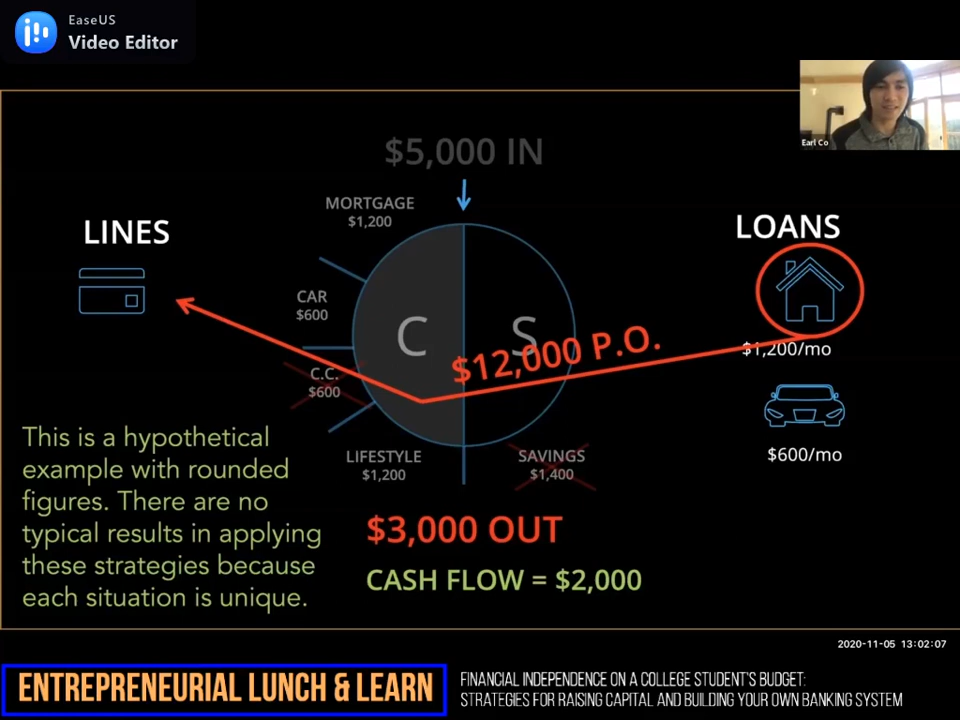 EaseUS
Video Editor
Earl Co
$5,000 IN
MORTGAGE
$1,200
LINES
LOANS
CAR
$600
C
S
$12,000 P.O.
$1,200/mo
C.C.
$600
$600/mo
LIFESTYLE
$1,200
SAVINGS
$1,400
This is a hypothetical
example with rounded
figures. There are no
typical results in applying
these strategies because
each situation is unique.
$3,000 OUT
CASH FLOW = $2,000
2020-11-05 13:02:07
ENTREPRENEURIAL LUNCH & LEARN
FINANCIAL INDEPENDENCE ON A COLLEGE STUDENT'S BUDGET:
STRATEGIES FOR RAISING CAPITAL AND BUILDING YOUR OWN BANKING SYSTEM